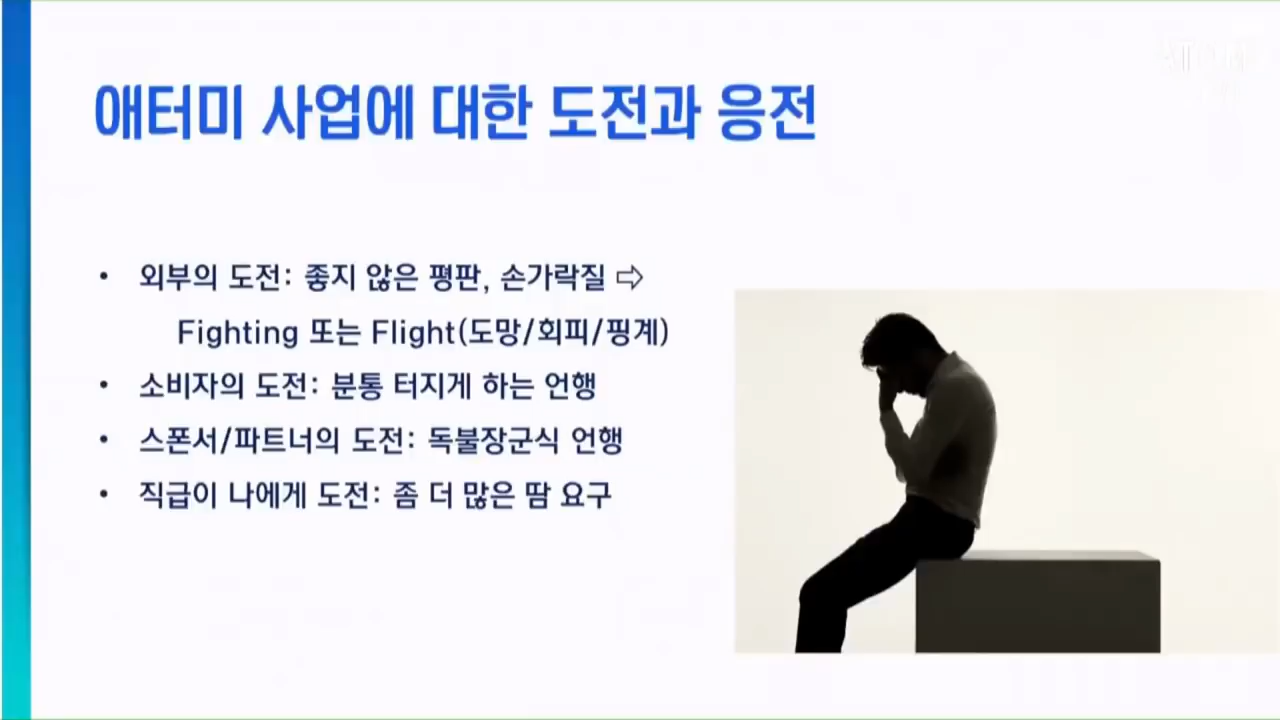 애터미 사업에 대한 도전과 응전
• 외부의 도전: 좋지 않은 평판, 손가락질 ⇨
Fighting 또는 Flight(도망/회피/핑계)
• 소비자의 도전: 분통 터지게 하는 언행
• 스폰서/파트너의 도전: 독불장군식 언행
• 직급이 나에게 도전: 좀 더 많은 땀 요구